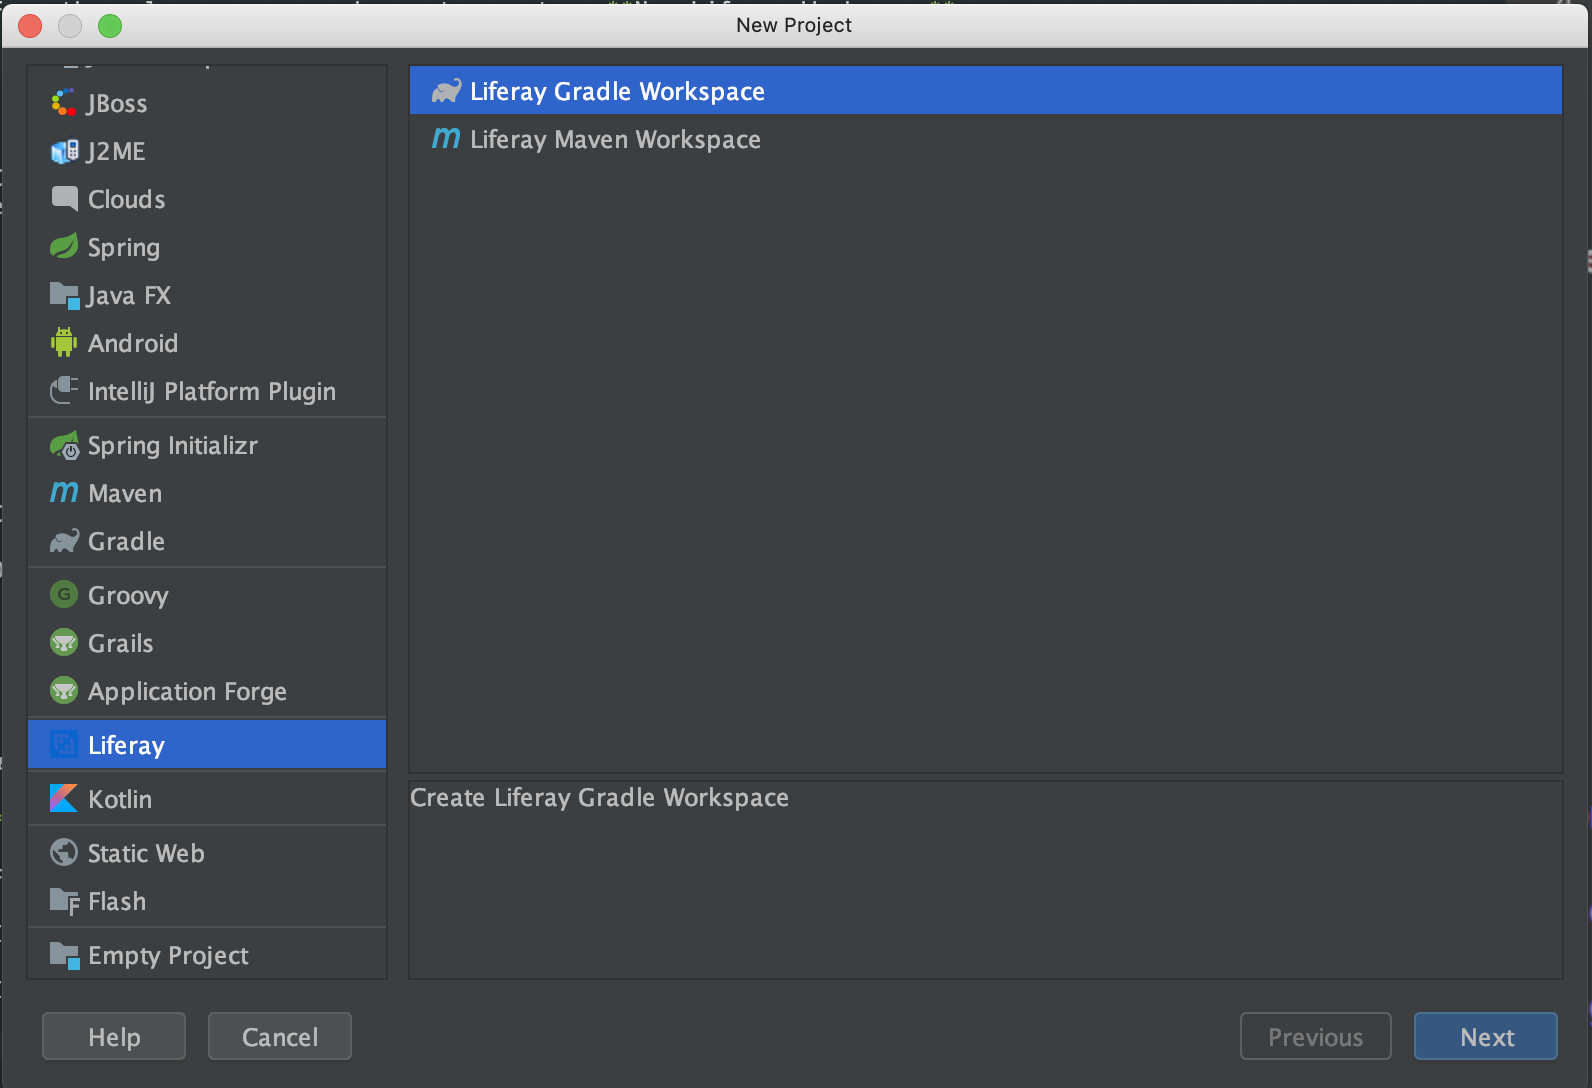 New Project
JBoss
J2ME
Clouds
Spring
Java FX
Android
IntelliJ Platform Plugin
Spring Initializr
Maven
Gradle
Groovy
Grails
Application Forge
Liferay
Kotlin
Static Web
Flash
Empty Project
Liferay Gradle Workspace
Liferay Maven Workspace
Create Liferay Gradle Workspace
Help
Cancel
Previous
Next